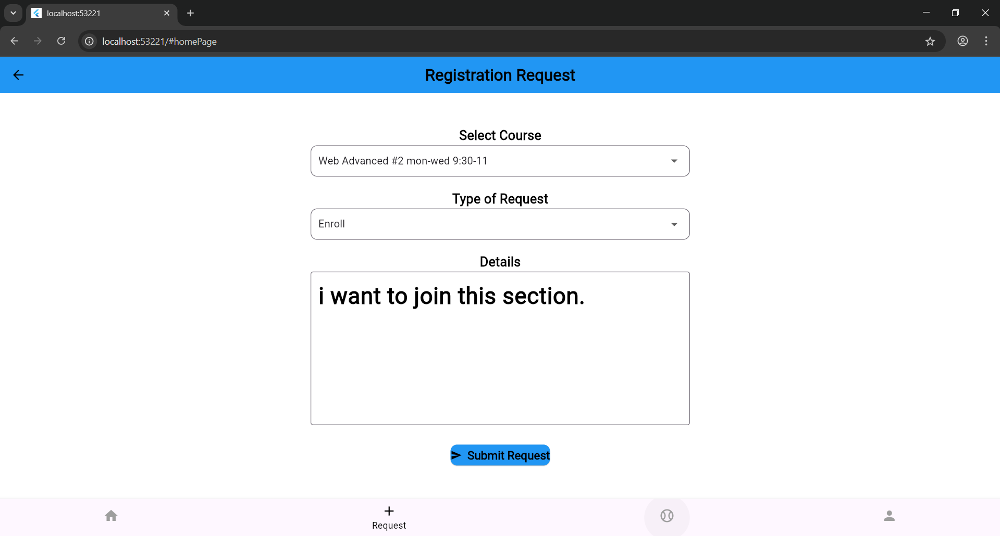 localhost:53221
localhost:53221/#homePage
Registration Request
Select Course
Web Advanced #2 mon-wed 9:30-11
Type of Request
Enroll
Details
i want to join this section.
Submit Request
Request